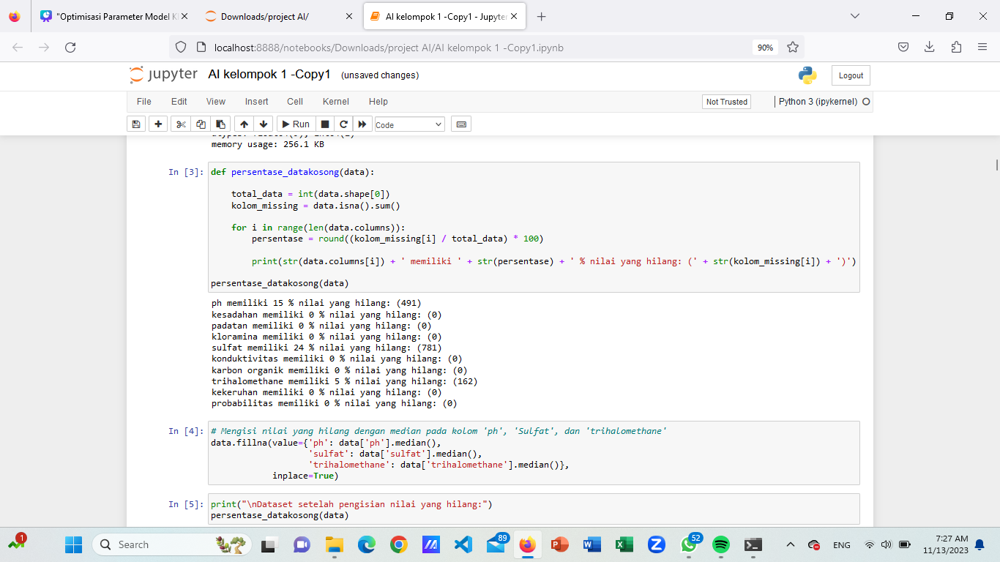 "Optimisasi Parameter Model K
Downloads/project AI/
AI kelompok 1 -Copy1 - Jupyter
localhost:8888/notebooks/Downloads/project AI/AI kelompok 1 -Copy1.ipynb
90%
jupyter AI kelompok 1 -Copy1 (unsaved changes)
Logout
File Edit View Insert Cell Kernel Help
Not Trusted
Python 3 (ipykernel)
Run
Code
memory usage: 256.1 KB
In [3]: def persentase_datakosong(data):
total_data = int(data.shape[0])
kolom_missing = data.isna().sum()
for i in range(len(data.columns)):
persentase = round((kolom_missing[i] / total_data) * 100)
print(str(data.columns[i]) + ' memiliki ' + str(persentase) + ' % nilai yang hilang: (' + str(kolom_missing[i]) + ')')
persentase_datakosong(data)
ph memiliki 15 % nilai yang hilang: (491)
kesadahan memiliki 0 % nilai yang hilang: (0)
padatan memiliki 0 % nilai yang hilang: (0)
kloramina memiliki 0 % nilai yang hilang: (0)
sulfat memiliki 24 % nilai yang hilang: (781)
konduktivitas memiliki 0 % nilai yang hilang: (0)
karbon organik memiliki 0 % nilai yang hilang: (0)
trihalomethane memiliki 5 % nilai yang hilang: (162)
kekeruhan memiliki 0 % nilai yang hilang: (0)
probabilitas memiliki 0 % nilai yang hilang: (0)
In [4]: # Mengisi nilai yang hilang dengan median pada kolom 'ph', 'Sulfat', dan 'trihalomethane'
data.fillna(value={'ph': data['ph'].median(),
'sulfat': data['sulfat'].median(),
'trihalomethane': data['trihalomethane'].median()},
inplace=True)
In [5]: print("\nDataset setelah pengisian nilai yang hilang:")
persentase_datakosong(data)
1
Search
89
52
ENG
7:27 AM
11/13/2023